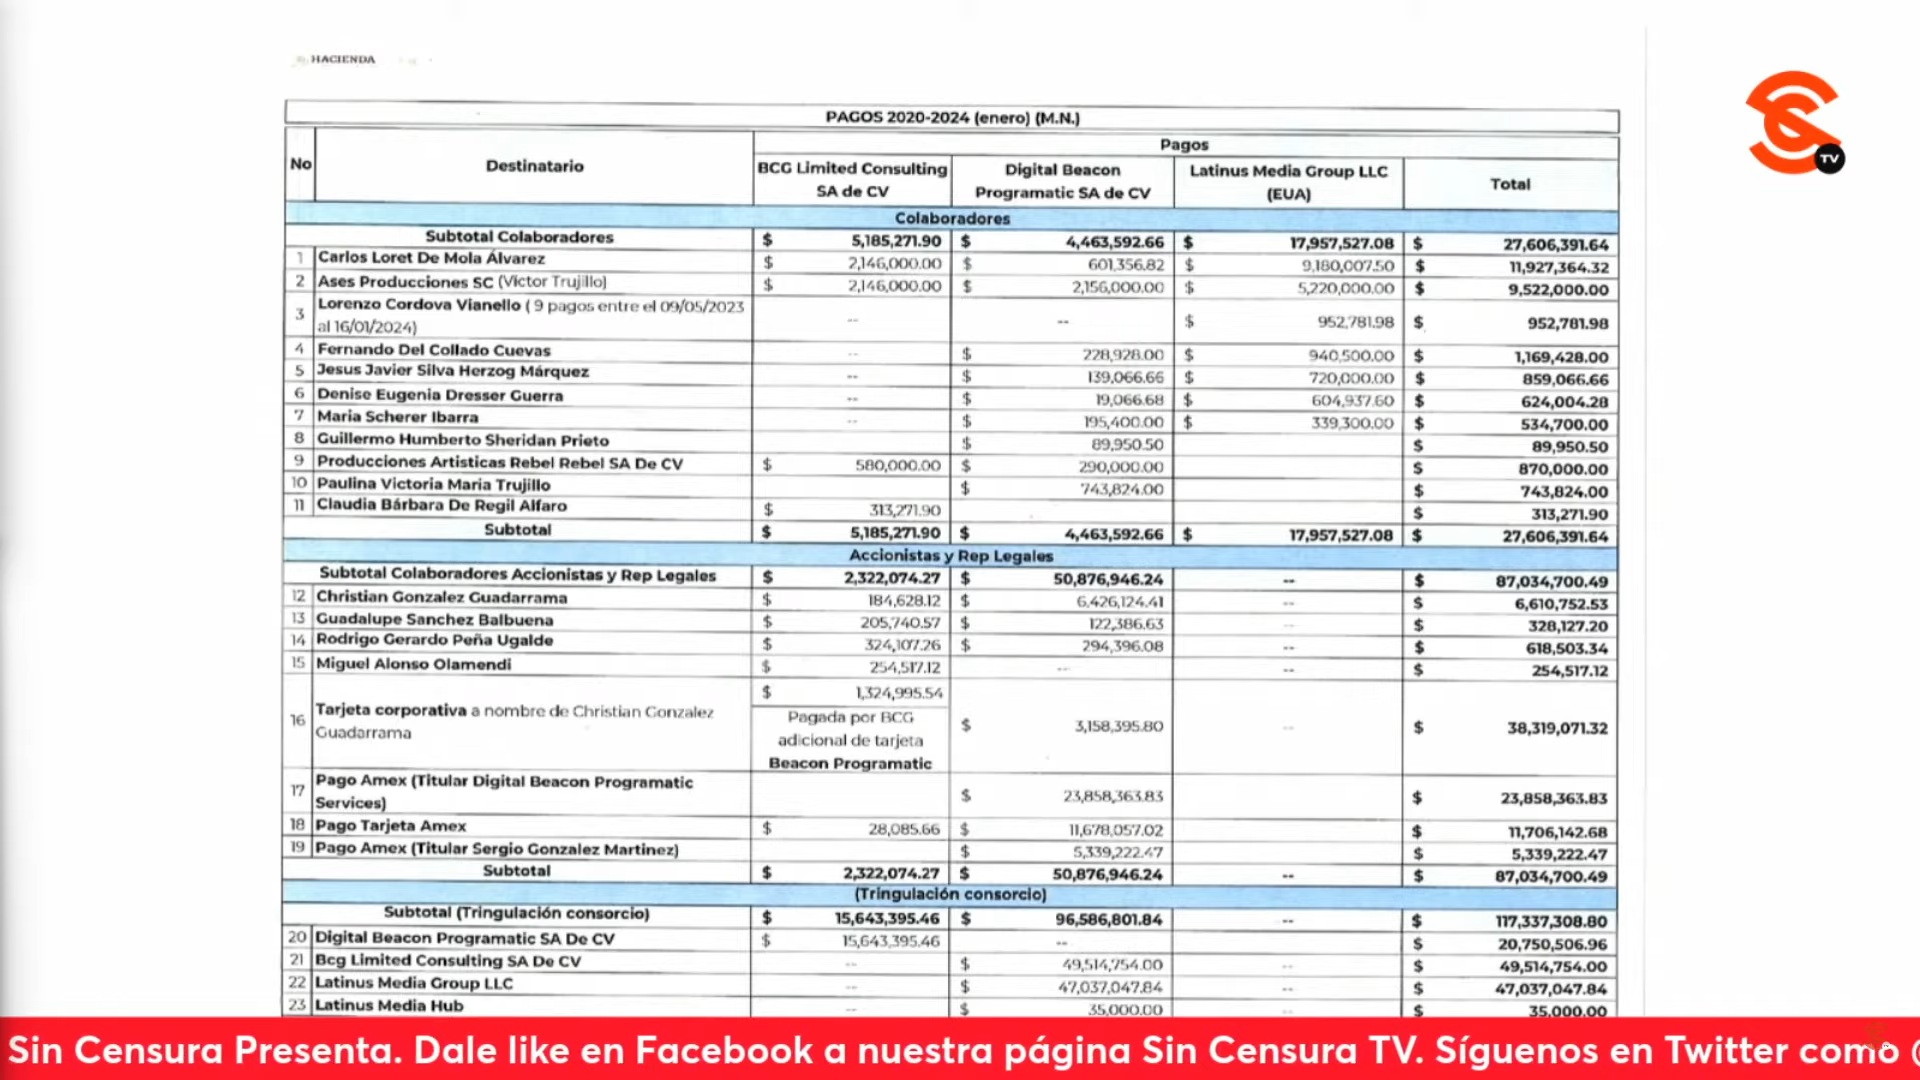 HACIENDA
TV
PAGOS 2020-2024 (enero) (M.N.)
No Destinatario Pagos
BCG Limited Consulting SA de CV Digital Beacon Programatic SA de CV Latinus Media Group LLC (EUA) Total
Colaboradores
Subtotal Colaboradores $ 5,185,271.90 $ 4,463,592.66 $ 17,957,527.08 $ 27,606,391.64
1 Carlos Loret De Mola Álvarez $ 2,146,000.00 $ 601,356.82 $ 9,180,007.50 $ 11,927,364.32
2 Ases Producciones SC (Víctor Trujillo) $ 2,146,000.00 $ 2,156,000.00 $ 5,220,000.00 $ 9,522,000.00
3 Lorenzo Cordova Vianello ( 9 pagos entre el 09/05/2023 al 16/01/2024) -- -- $ 952,781.98 $ 952,781.98
4 Fernando Del Collado Cuevas -- $ 228,928.00 $ 940,500.00 $ 1,169,428.00
5 Jesus Javier Silva Herzog Márquez -- $ 139,066.66 $ 720,000.00 $ 859,066.66
6 Denise Eugenia Dresser Guerra -- $ 19,066.68 $ 604,937.60 $ 624,004.28
7 Maria Scherer Ibarra -- $ 195,400.00 $ 339,300.00 $ 534,700.00
8 Guillermo Humberto Sheridan Prieto $ 89,950.50 $ 89,950.50
9 Producciones Artisticas Rebel Rebel SA De CV $ 580,000.00 $ 290,000.00 $ 870,000.00
10 Paulina Victoria Maria Trujillo $ 743,824.00 $ 743,824.00
11 Claudia Bárbara De Regil Alfaro $ 313,271.90 $ 313,271.90
Subtotal $ 5,185,271.90 $ 4,463,592.66 $ 17,957,527.08 $ 27,606,391.64
Accionistas y Rep Legales
Subtotal Colaboradores Accionistas y Rep Legales $ 2,322,074.27 $ 50,876,946.24 -- $ 87,034,700.49
12 Christian Gonzalez Guadarrama $ 184,628.12 $ 6,426,124.41 -- $ 6,610,752.53
13 Guadalupe Sanchez Balbuena $ 205,740.57 $ 122,386.63 -- $ 328,127.20
14 Rodrigo Gerardo Peña Ugalde $ 324,107.26 $ 294,396.08 -- $ 618,503.34
15 Miguel Alonso Olamendi $ 254,517.12 -- -- $ 254,517.12
16 Tarjeta corporativa a nombre de Christian Gonzalez Guadarrama $ 1,324,995.54 Pagada por BCG adicional de tarjeta Beacon Programatic $ 3,158,395.80 -- $ 38,319,071.32
17 Pago Amex (Titular Digital Beacon Programatic Services) $ 23,858,363.83 $ 23,858,363.83
18 Pago Tarjeta Amex $ 28,085.66 $ 11,678,057.02 $ 11,706,142.68
19 Pago Amex (Titular Sergio Gonzalez Martinez) $ 5,339,222.47 $ 5,339,222.47
Subtotal $ 2,322,074.27 $ 50,876,946.24 -- $ 87,034,700.49
(Tringulación consorcio)
Subtotal (Tringulación consorcio) $ 15,643,395.46 $ 96,586,801.84 -- $ 117,337,308.80
20 Digital Beacon Programatic SA De CV $ 15,643,395.46 -- $ 20,750,506.96
21 Bcg Limited Consulting SA De CV -- $ 49,514,754.00 -- $ 49,514,754.00
22 Latinus Media Group LLC -- $ 47,037,047.84 -- $ 47,037,047.84
23 Latinus Media Hub -- $ 35,000.00 $ 35,000.00
Sin Censura Presenta. Dale like en Facebook a nuestra página Sin Censura TV. Síguenos en Twitter como @